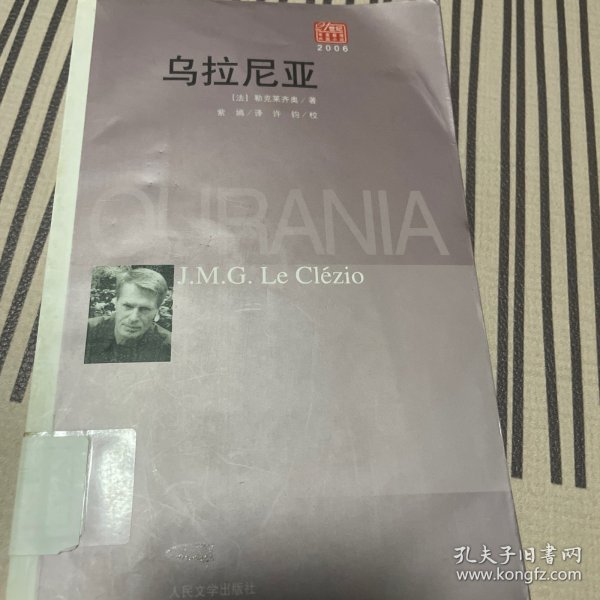 2006
乌拉尼亚
［法］勒克莱齐奥／著
紫嫣／译 许钧／校
OURANIA
J.M.G. Le Clézio
人民文学出版社
孔夫子旧书网
www.kongfz.com